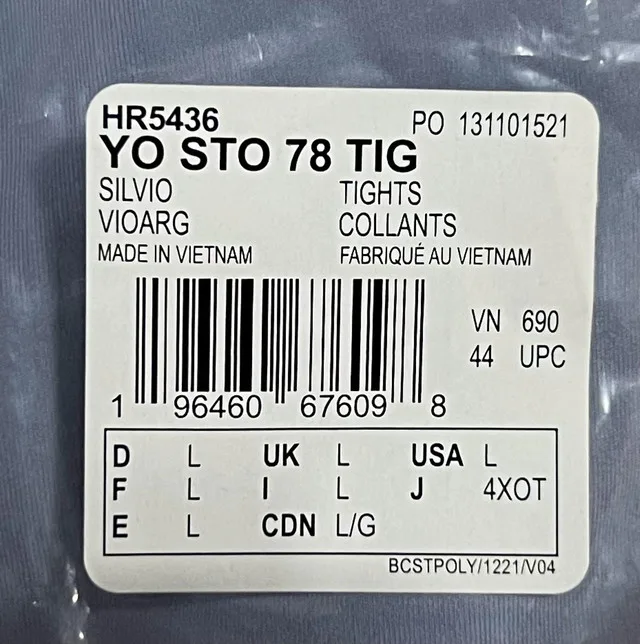 HR5436 PO 131101521
YO STO 78 TIG
SILVIO TIGHTS
VIOARG COLLANTS
MADE IN VIETNAM FABRIQUÉ AU VIETNAM
VN 690
44 UPC
1 96460 67609 8
D L UK L USA L
F L I L J 4XOT
E L CDN L/G
BCSTPOLY/1221/V04